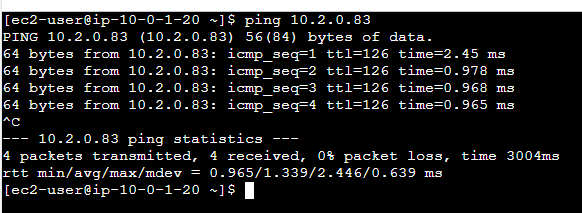 [ec2-user@ip-10-0-1-20 ~]$ ping 10.2.0.83
PING 10.2.0.83 (10.2.0.83) 56(84) bytes of data.
64 bytes from 10.2.0.83: icmp_seq=1 ttl=126 time=2.45 ms
64 bytes from 10.2.0.83: icmp_seq=2 ttl=126 time=0.978 ms
64 bytes from 10.2.0.83: icmp_seq=3 ttl=126 time=0.968 ms
64 bytes from 10.2.0.83: icmp_seq=4 ttl=126 time=0.965 ms
^C
--- 10.2.0.83 ping statistics ---
4 packets transmitted, 4 received, 0% packet loss, time 3004ms
rtt min/avg/max/mdev = 0.965/1.339/2.446/0.639 ms
[ec2-user@ip-10-0-1-20 ~]$